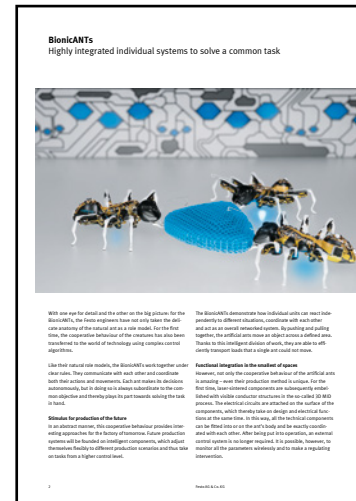 BionicANTs
Highly integrated individual systems to solve a common task
With one eye for detail and the other on the big picture: for the
BionicANTs, the Festo engineers have not only taken the deli-
cate anatomy of the natural ant as a role model. For the first
time, the cooperative behaviour of the creatures has also been
transferred to the world of technology using complex control
algorithms.
Like their natural role models, the BionicANTs work together under
clear rules. They communicate with each other and coordinate
both their actions and movements. Each ant makes its decisions
autonomously, but in doing so is always subordinate to the com-
mon objective and thereby plays its part towards solving the task
in hand.
Stimulus for production of the future
In an abstract manner, this cooperative behaviour provides inter-
esting approaches for the factory of tomorrow. Future production
systems will be founded on intelligent components, which adjust
themselves flexibly to different production scenarios and thus take
on tasks from a higher control level.
The BionicANTs demonstrate how individual units can react inde-
pendently to different situations, coordinate with each other
and act as an overall networked system. By pushing and pulling
together, the artificial ants move an object across a defined area.
Thanks to this intelligent division of work, they are able to effi-
ciently transport loads that a single ant could not move.
Functional integration in the smallest of spaces
However, not only the cooperative behaviour of the artificial ants
is amazing – even their production method is unique. For the
first time, laser-sintered components are subsequently embel-
lished with visible conductor structures in the so-called 3D MID
process. The electrical circuits are attached on the surface of the
components, which thereby take on design and electrical func-
tions at the same time. In this way, all the technical components
can be fitted into or on the ant's body and be exactly coordin-
ated with each other. After being put into operation, an external
control system is no longer required. It is possible, however, to
monitor all the parameters wirelessly and to make a regulating
intervention.
2
Festo AG & Co. KG